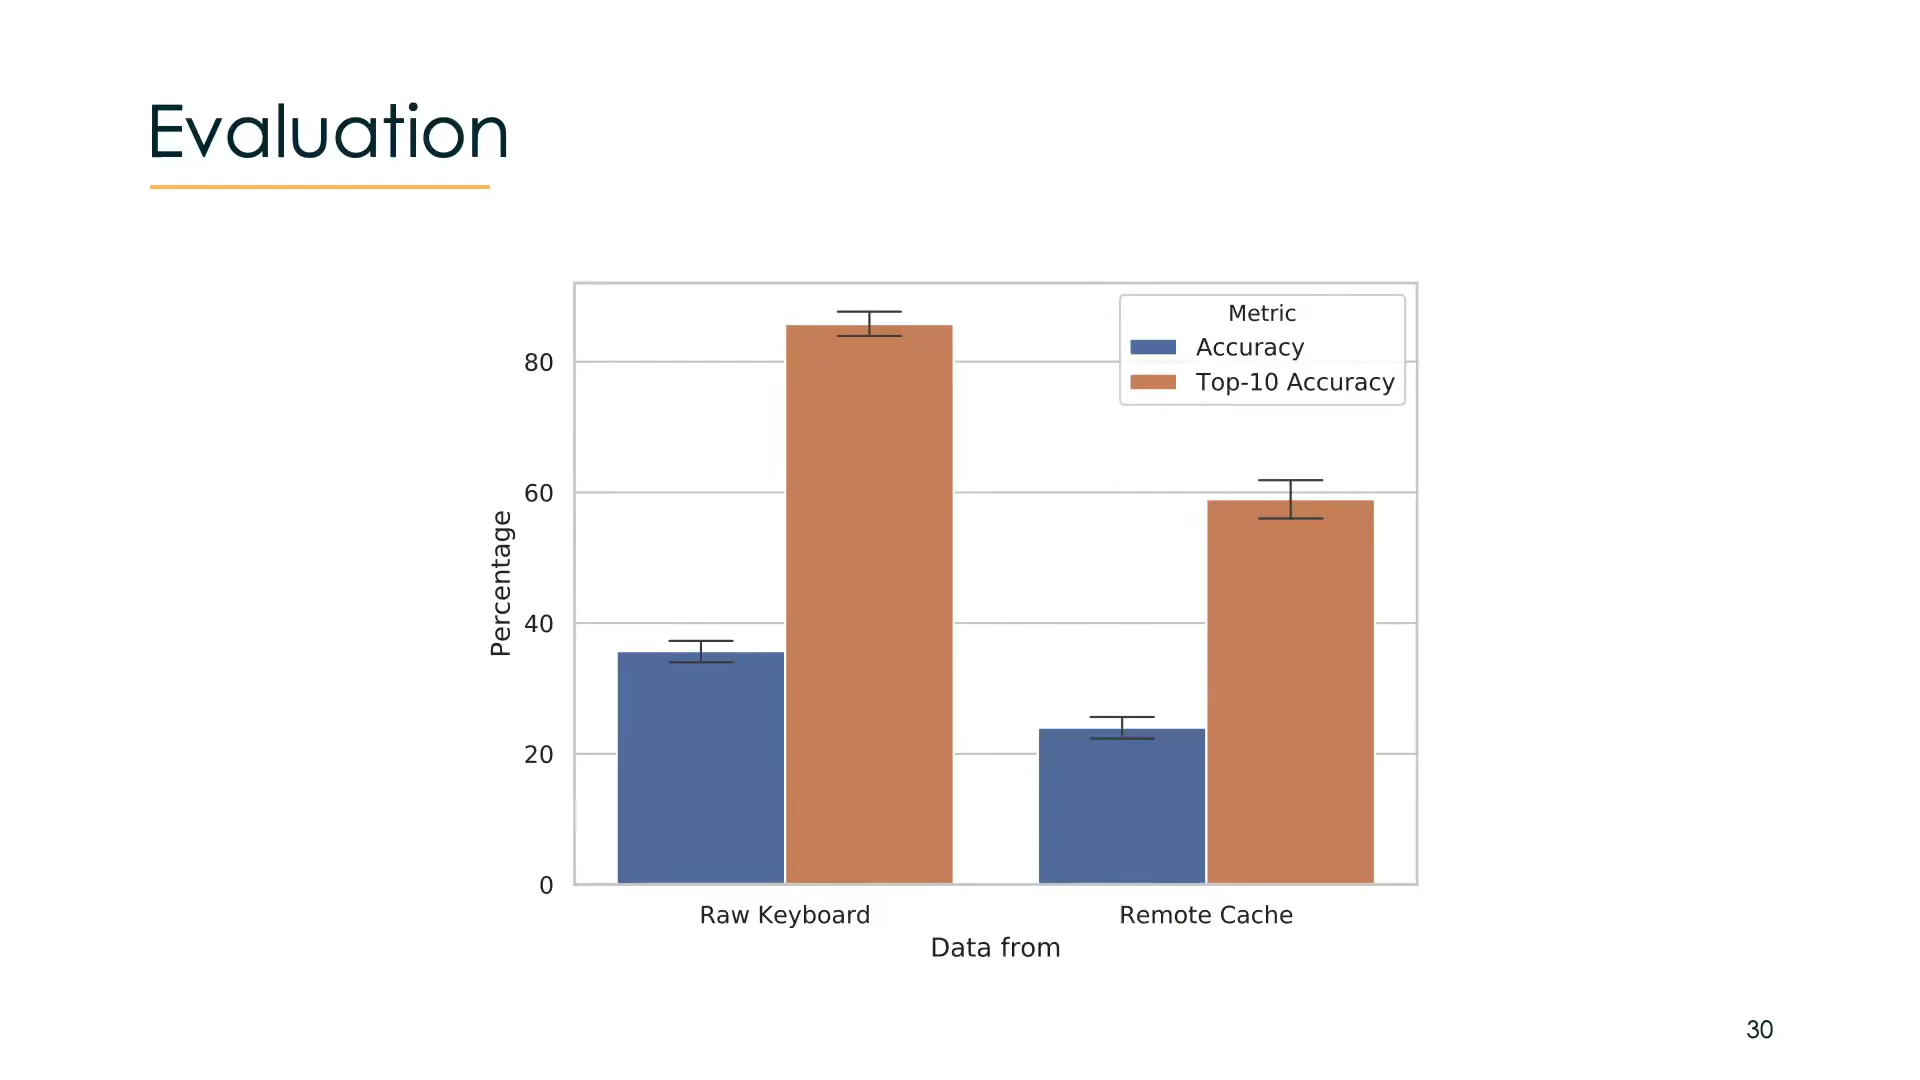 Evaluation
Metric
Accuracy
Top-10 Accuracy
80
60
40
20
0
Percentage
Raw Keyboard
Remote Cache
Data from
30